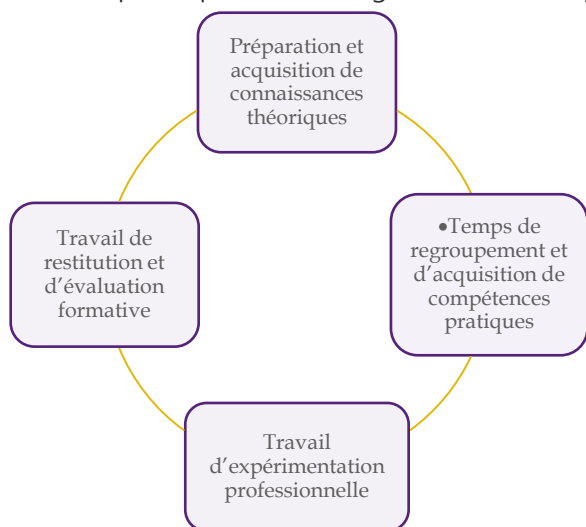 Préparation et
acquisition de
connaissances
théoriques
•Temps de
regroupement et
d'acquisition de
compétences
pratiques
Travail
d'expérimentation
professionnelle
Travail de
restitution et
d'évaluation
formative